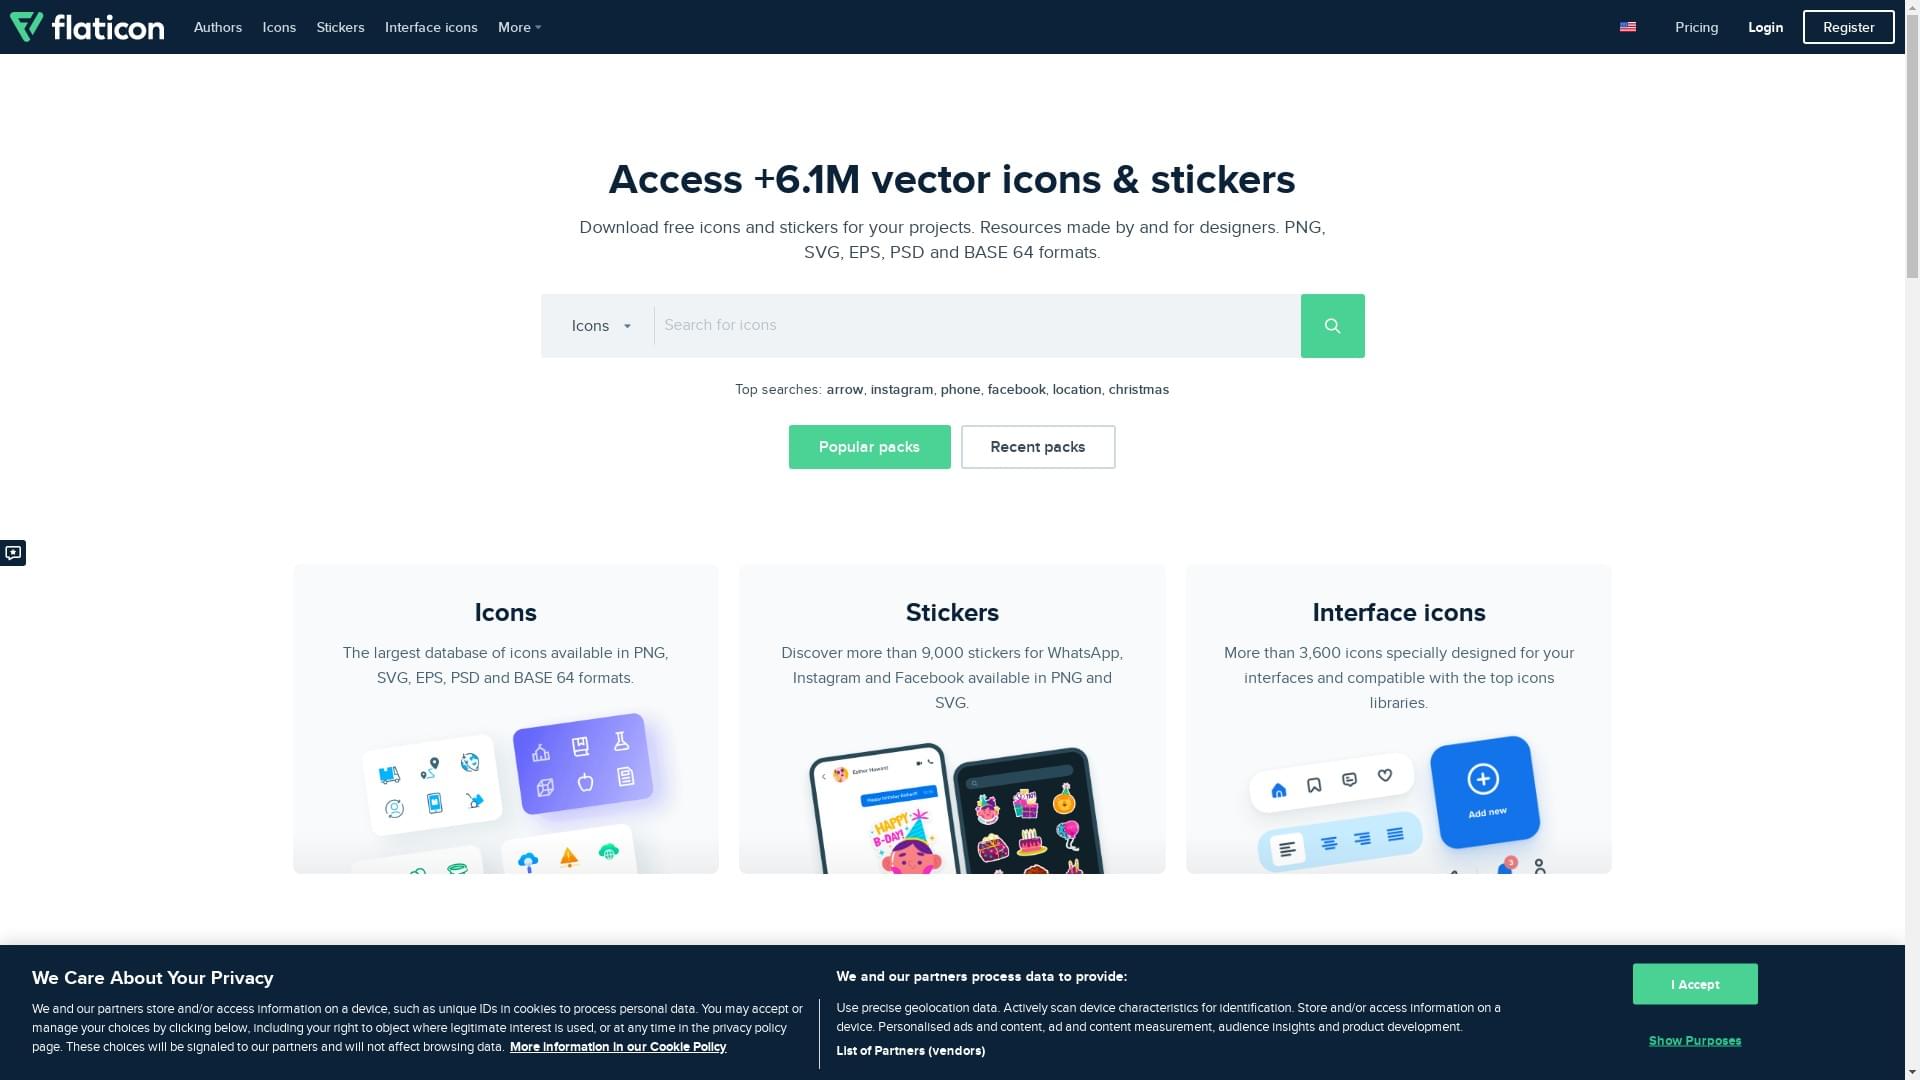 flaticon
Authors
Icons
Stickers
Interface icons
More
Pricing
Login
Register
Access +6.1M vector icons & stickers
Download free icons and stickers for your projects. Resources made by and for designers. PNG,
SVG, EPS, PSD and BASE 64 formats.
Icons
Search for icons
Top searches: arrow, instagram, phone, facebook, location, christmas
Popular packs
Recent packs
Icons
The largest database of icons available in PNG,
SVG, EPS, PSD and BASE 64 formats.
Stickers
Discover more than 9,000 stickers for WhatsApp,
Instagram and Facebook available in PNG and
SVG.
HAPPY
B-DAY!
Interface icons
More than 3,600 icons specially designed for your
interfaces and compatible with the top icons
libraries.
Add new
3
We Care About Your Privacy
We and our partners store and/or access information on a device, such as unique IDs in cookies to process personal data. You may accept or
manage your choices by clicking below, including your right to object where legitimate interest is used, or at any time in the privacy policy
page. These choices will be signaled to our partners and will not affect browsing data. More information in our Cookie Policy
We and our partners process data to provide:
Use precise geolocation data. Actively scan device characteristics for identification. Store and/or access information on a
device. Personalised ads and content, ad and content measurement, audience insights and product development.
List of Partners (vendors)
I Accept
Show Purposes